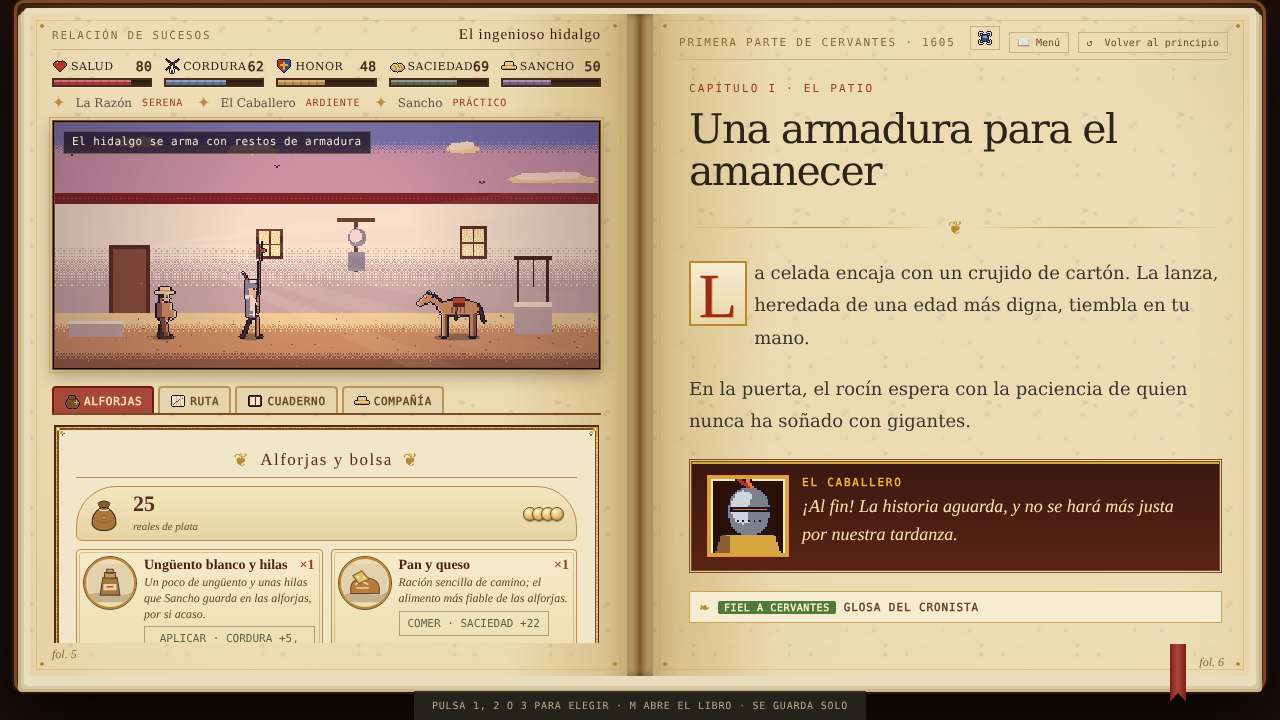 RELACIÓN DE SUCESOS
El ingenioso hidalgo
SALUD 80
CORDURA 62
HONOR 48
SACIEDAD 69
SANCHO 50
La Razón SERENA
El Caballero ARDIENTE
Sancho PRÁCTICO
El hidalgo se arma con restos de armadura
ALFORJAS
RUTA
CUADERNO
COMPAÑÍA
Alforjas y bolsa
25
reales de plata
Ungüento blanco y hilas ×1
Un poco de ungüento y unas hilas
que Sancho guarda en las alforjas,
por si acaso.
APLICAR · CORDURA +5,
Pan y queso ×1
Ración sencilla de camino; el
alimento más fiable de las alforjas.
COMER · SACIEDAD +22
fol. 5
PRIMERA PARTE DE CERVANTES · 1605
Menú
↺ Volver al principio
CAPÍTULO I · EL PATIO
Una armadura para el
amanecer
La celada encaja con un crujido de cartón. La lanza,
heredada de una edad más digna, tiembla en tu
mano.
En la puerta, el rocín espera con la paciencia de quien
nunca ha soñado con gigantes.
EL CABALLERO
¡Al fin! La historia aguarda, y no se hará más justa
por nuestra tardanza.
FIEL A CERVANTES GLOSA DEL CRONISTA
fol. 6
PULSA 1, 2 O 3 PARA ELEGIR · M ABRE EL LIBRO · SE GUARDA SOLO